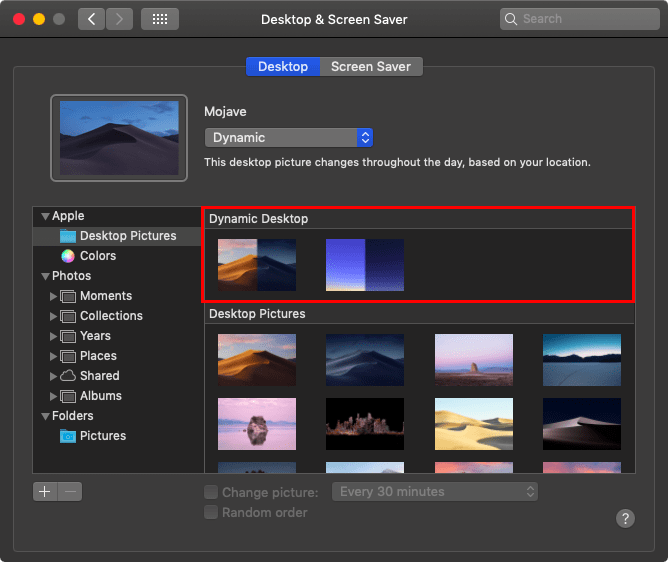 Desktop & Screen Saver
Search
Desktop
Screen Saver
Mojave
Dynamic
This desktop picture changes throughout the day, based on your location.
Apple
Desktop Pictures
Colors
Photos
Moments
Collections
Years
Places
Shared
Albums
Folders
Pictures
Dynamic Desktop
Desktop Pictures
+
−
Change picture:
Every 30 minutes
Random order
?